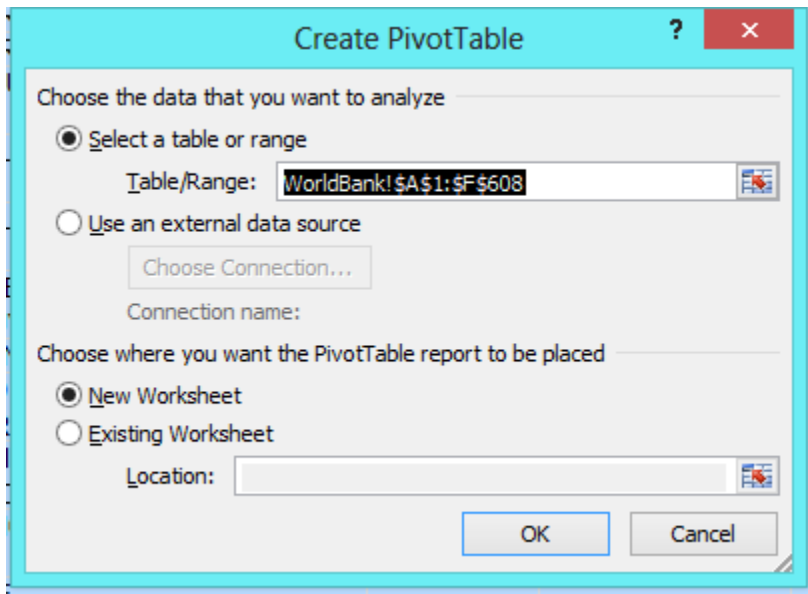 Create PivotTable
? ×
Choose the data that you want to analyze
Select a table or range
Table/Range: WorldBank!$A$1:$F$608
Use an external data source
Choose Connection...
Connection name:
Choose where you want the PivotTable report to be placed
New Worksheet
Existing Worksheet
Location:
OK Cancel